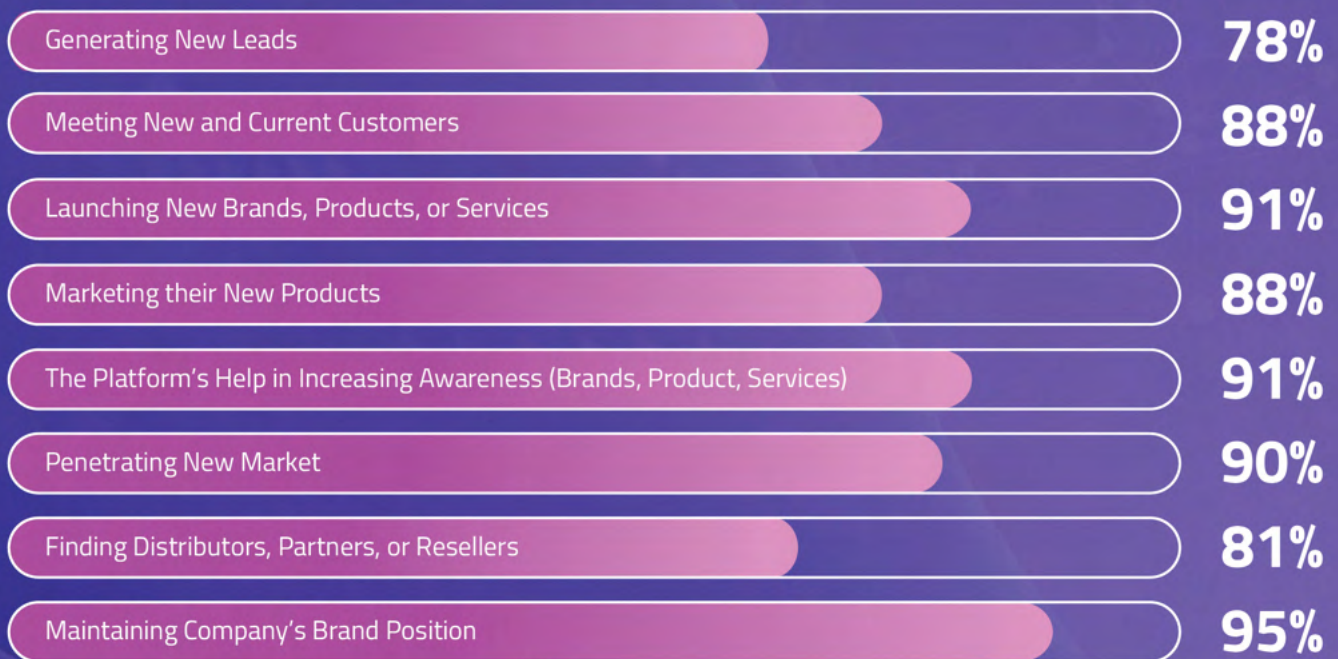 Generating New Leads 78%
Meeting New and Current Customers 88%
Launching New Brands, Products, or Services 91%
Marketing their New Products 88%
The Platform’s Help in Increasing Awareness (Brands, Product, Services) 91%
Penetrating New Market 90%
Finding Distributors, Partners, or Resellers 81%
Maintaining Company’s Brand Position 95%